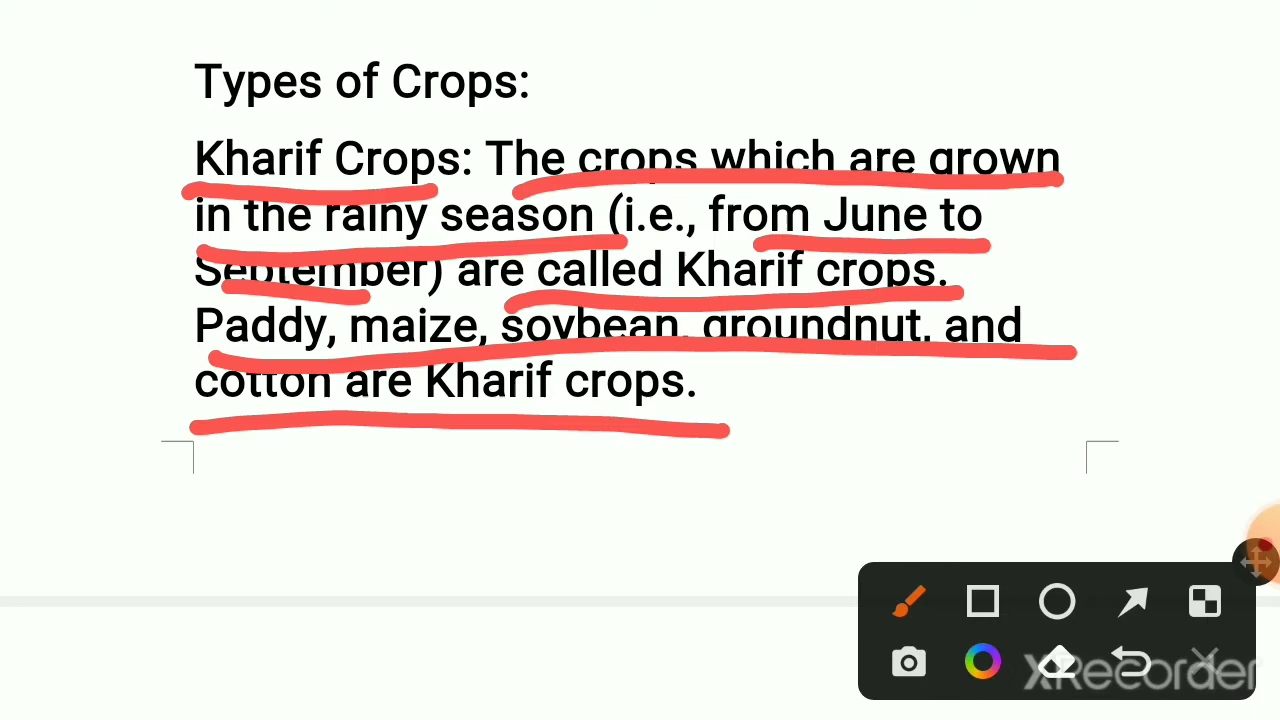 Types of Crops:
Kharif Crops: The crops which are grown
in the rainy season (i.e., from June to
September) are called Kharif crops.
Paddy, maize, soybean, groundnut, and
cotton are Kharif crops.
XRecorder